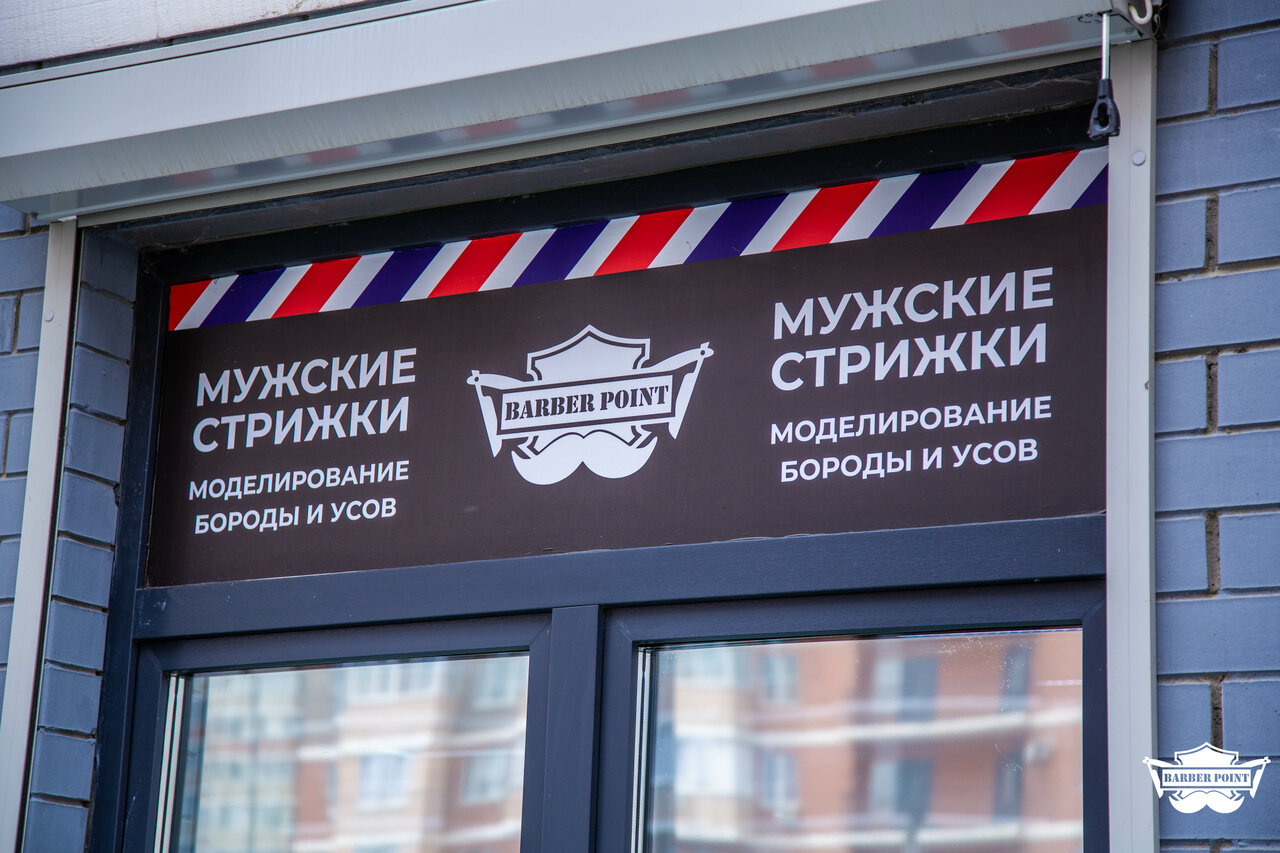 МУЖСКИЕ
СТРИЖКИ
МОДЕЛИРОВАНИЕ
БОРОДЫ И УСОВ
BARBER POINT
МУЖСКИЕ
СТРИЖКИ
МОДЕЛИРОВАНИЕ
БОРОДЫ И УСОВ
BARBER POINT